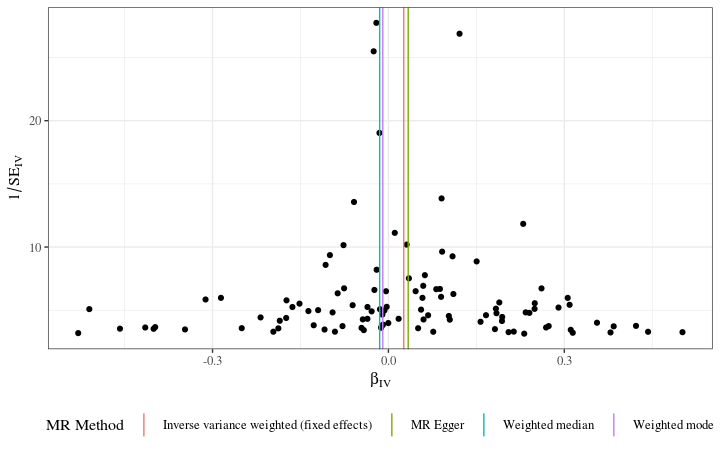 20
10
1/SE_IV
-0.3 0.0 0.3
β_IV
MR Method Inverse variance weighted (fixed effects) MR Egger Weighted median Weighted mode